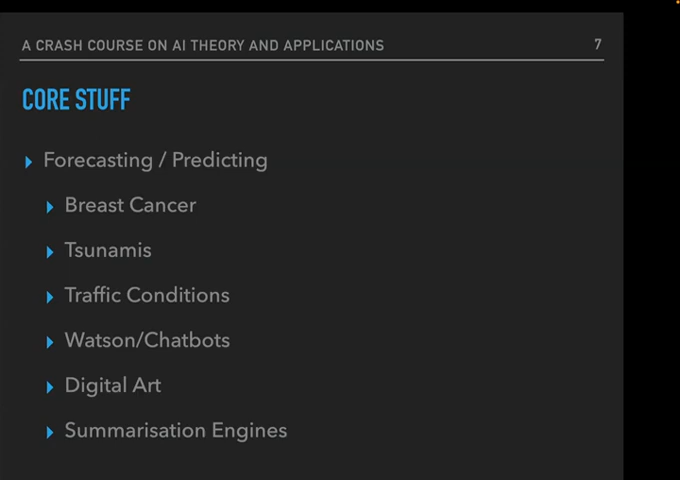 A CRASH COURSE ON AI THEORY AND APPLICATIONS 7
CORE STUFF
Forecasting / Predicting
Breast Cancer
Tsunamis
Traffic Conditions
Watson/Chatbots
Digital Art
Summarisation Engines